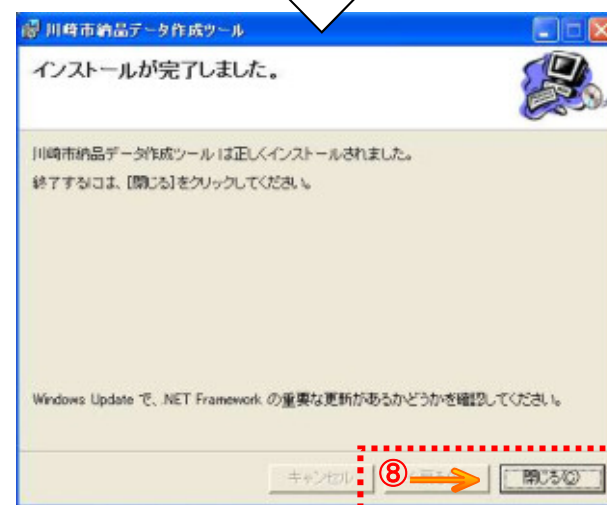 川崎市納品データ作成ツール
インストールが完了しました。
川崎市納品データ作成ツール は正しくインストールされました。
終了するには、[閉じる]をクリックしてください。
Windows Update で、.NET Framework の重要な更新があるかどうかを確認してください。
キャンセル
⑧
閉じる(C)